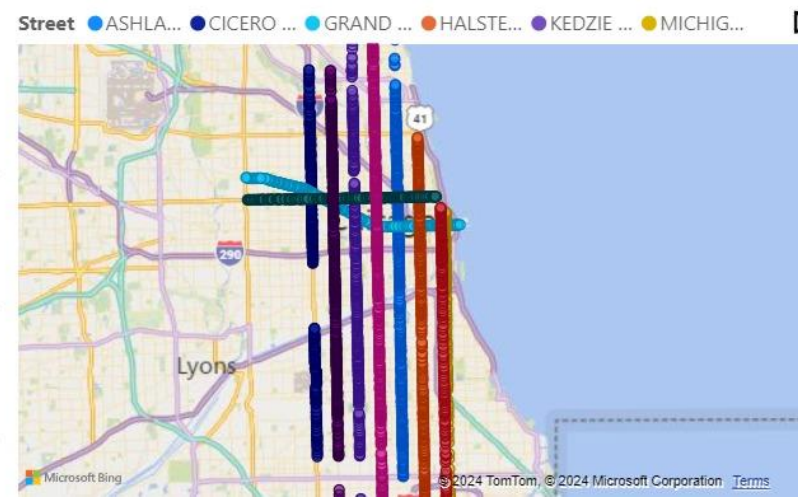 Street ASHLA... CICERO ... GRAND ... HALSTE... KEDZIE ... MICHIG...
41
290
Lyons
Microsoft Bing
© 2024 TomTom, © 2024 Microsoft Corporation Terms